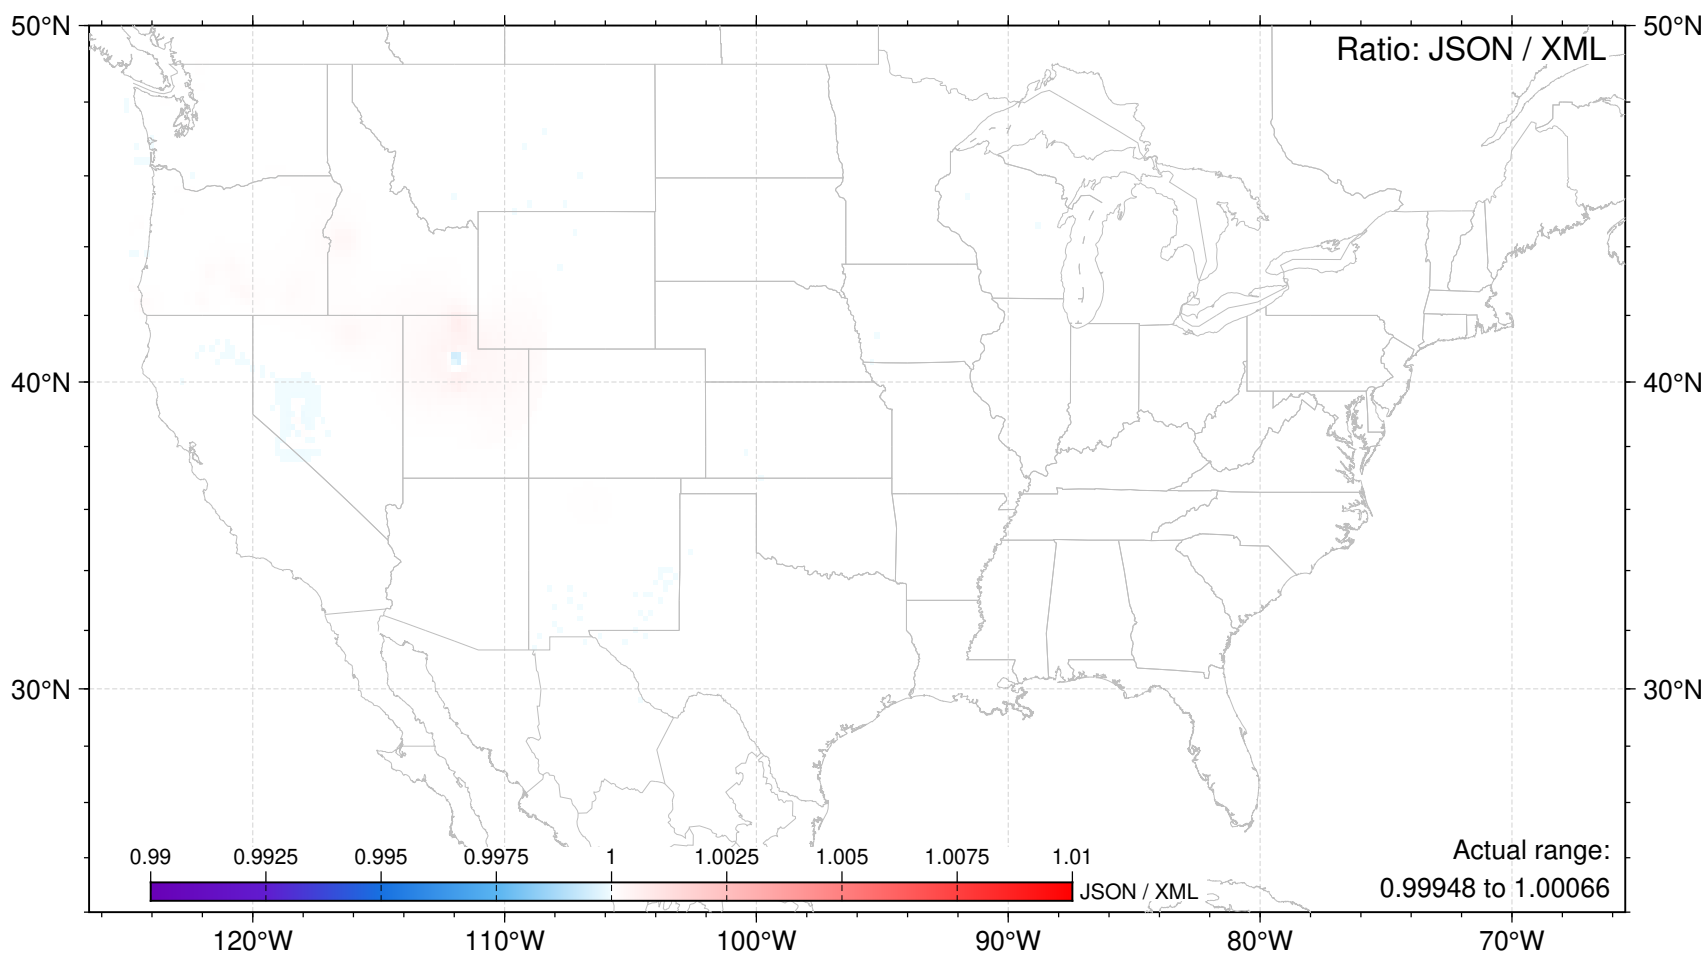 50°N
50°N
Ratio: JSON / XML
40°N
40°N
30°N
30°N
0.99 0.9925 0.995 0.9975 1 1.0025 1.005 1.0075 1.01
JSON / XML
Actual range:
0.99948 to 1.00066
120°W 110°W 100°W 90°W 80°W 70°W